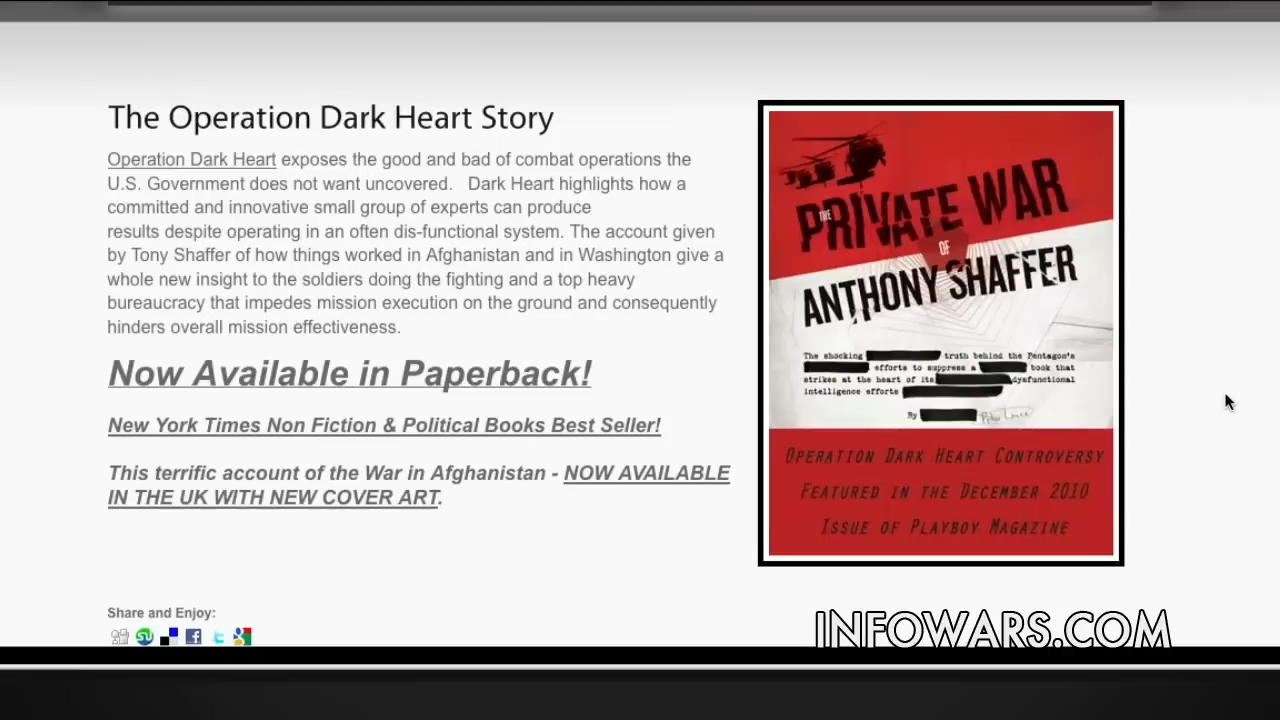 The Operation Dark Heart Story
Operation Dark Heart exposes the good and bad of combat operations the
U.S. Government does not want uncovered. Dark Heart highlights how a
committed and innovative small group of experts can produce
results despite operating in an often dis-functional system. The account given
by Tony Shaffer of how things worked in Afghanistan and in Washington give a
whole new insight to the soldiers doing the fighting and a top heavy
bureaucracy that impedes mission execution on the ground and consequently
hinders overall mission effectiveness.
Now Available in Paperback!
New York Times Non Fiction & Political Books Best Seller!
This terrific account of the War in Afghanistan - NOW AVAILABLE
IN THE UK WITH NEW COVER ART.
Share and Enjoy:
THE PRIVATE WAR
OF
ANTHONY SHAFFER
The shocking truth behind the Pentagon's
efforts to suppress a book that
strikes at the heart of its dysfunctional
intelligence efforts
By
OPERATION DARK HEART CONTROVERSY
FEATURED IN THE DECEMBER 2010
ISSUE OF PLAYBOY MAGAZINE
INFOWARS.COM